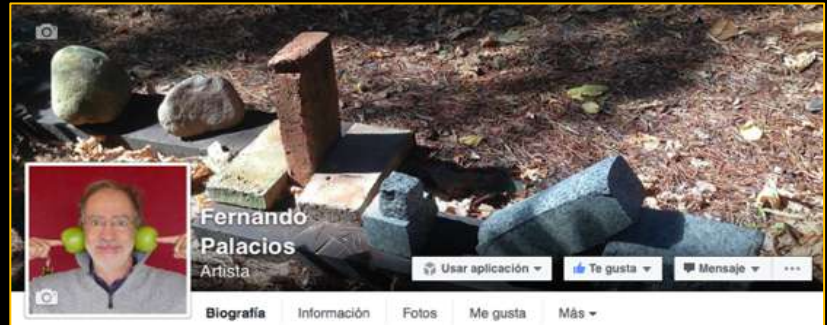 Fernando
Palacios
Artista
Usar aplicación
Te gusta
Mensaje
Biografía
Información
Fotos
Me gusta
Más